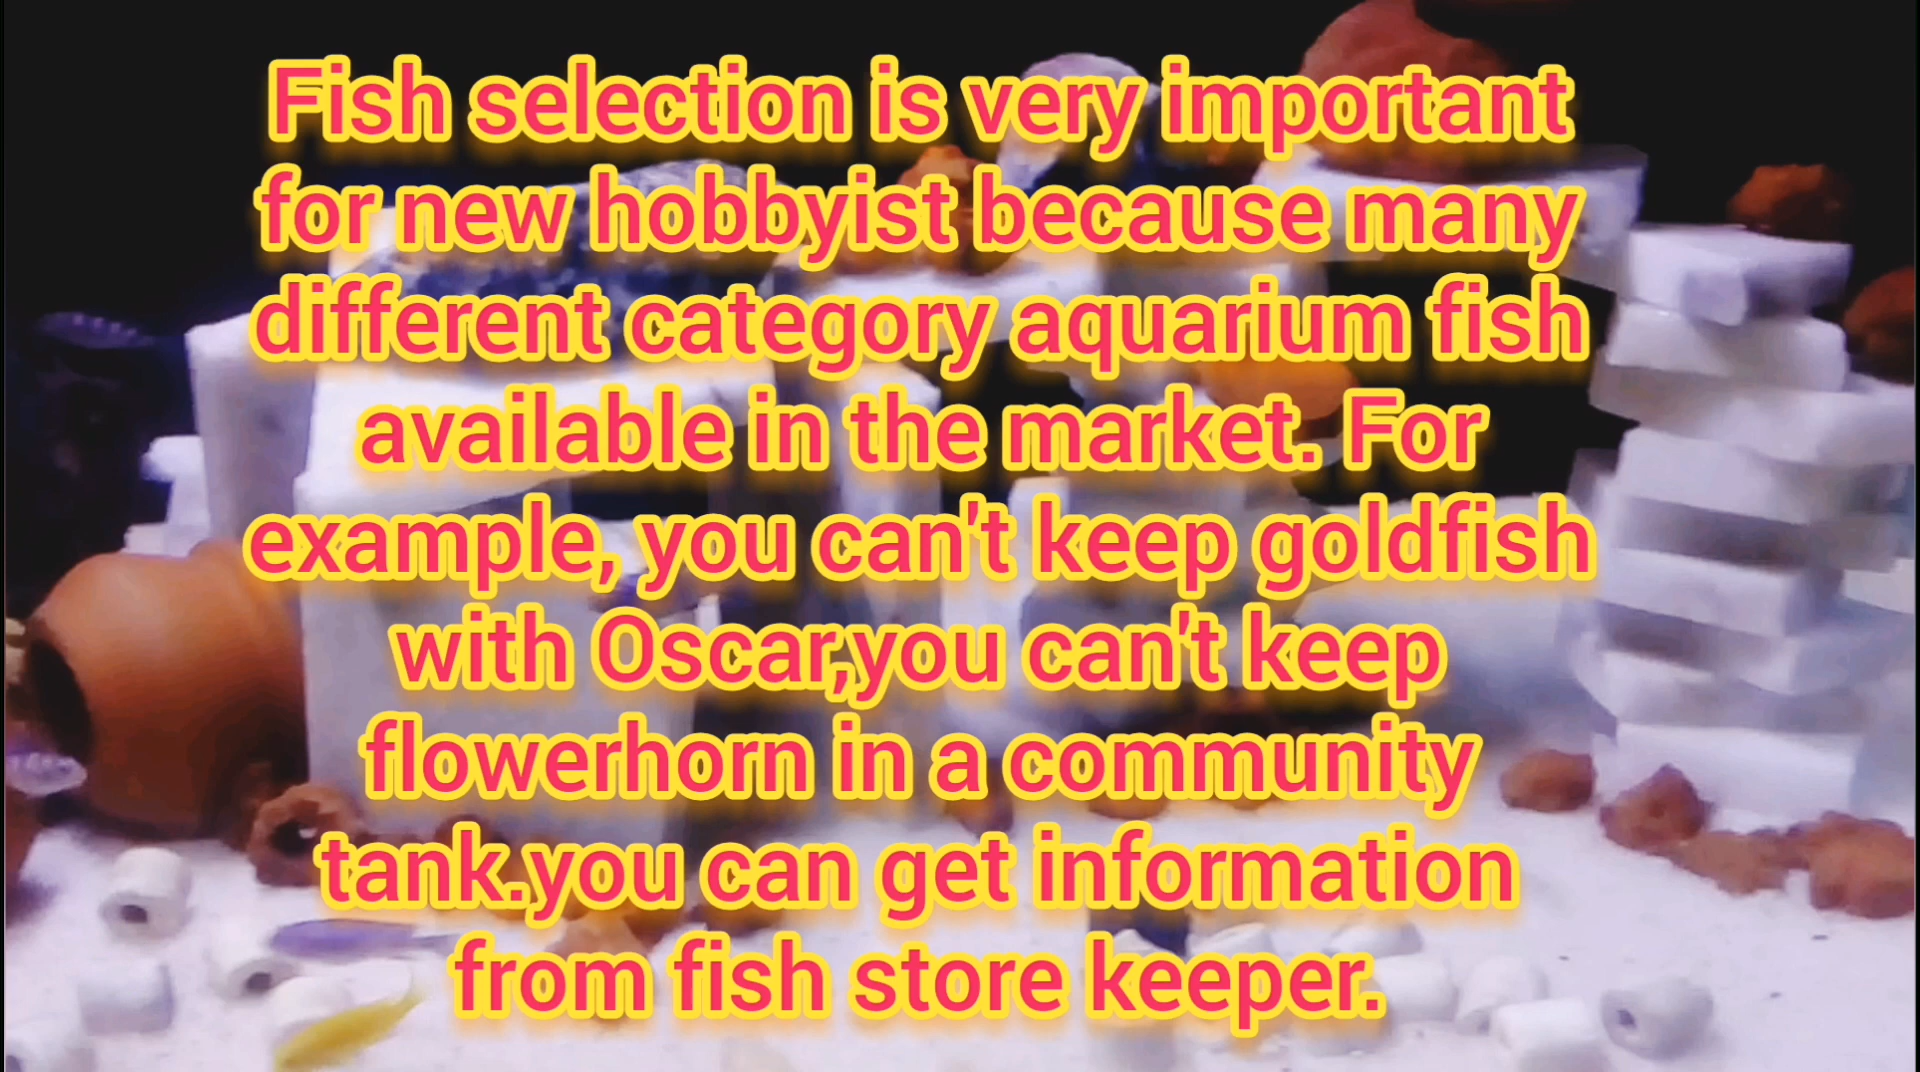 Fish selection is very important
for new hobbyist because many
different category aquarium fish
available in the market. For
example, you can't keep goldfish
with Oscar,you can't keep
flowerhorn in a community
tank.you can get information
from fish store keeper.